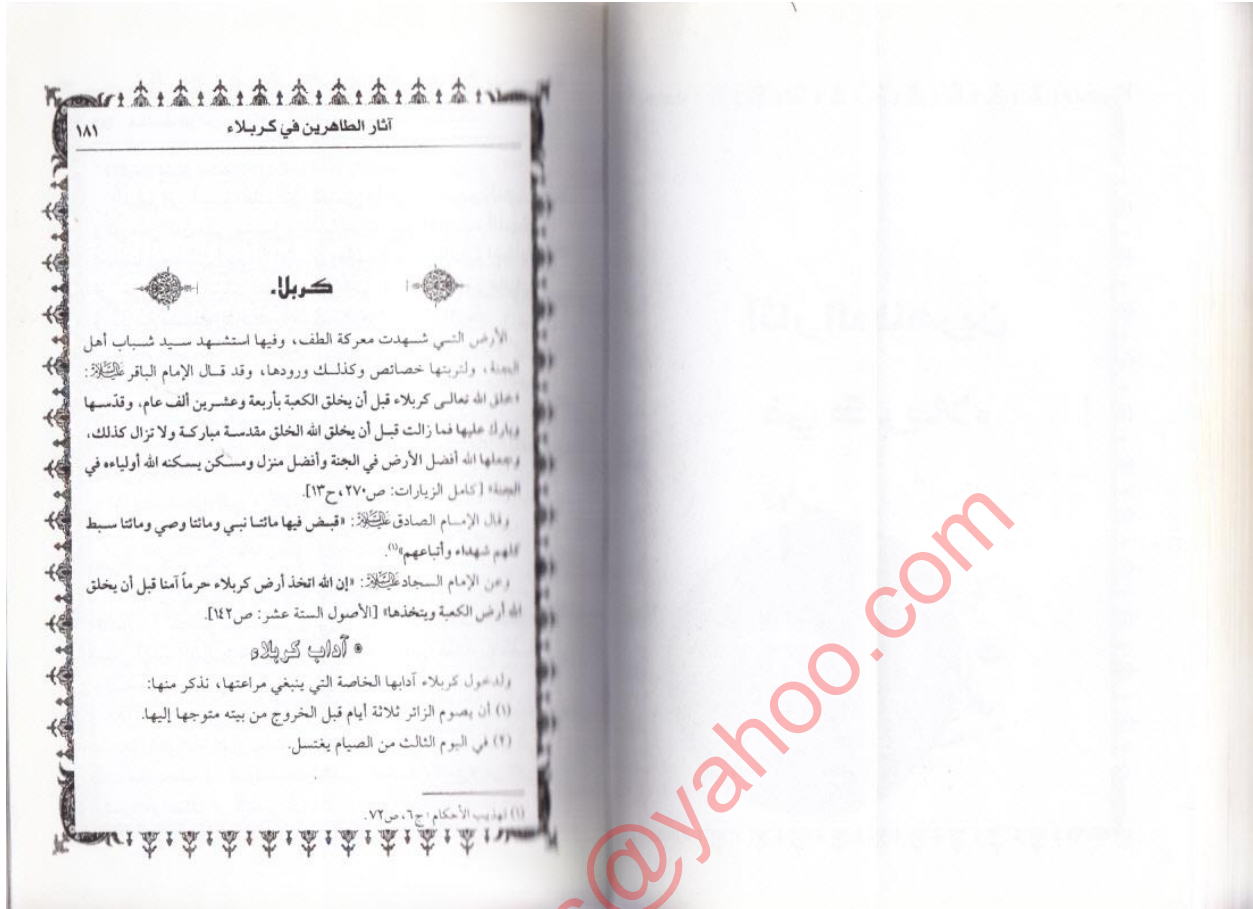 آثار الطاهرين في كربلاء
١٨١
كربلا.
الأرض التي شهدت معركة الطف، وفيها استشهد سيد شباب أهل
الجنة، ولتربتها خصائص وكذلك ورودها، وقد قال الإمام الباقر عليه السلام:
«خلق الله تعالى كربلاء قبل أن يخلق الكعبة بأربعة وعشرين ألف عام، وقدّسها
وبارك عليها فما زالت قبل أن يخلق الله الخلق مقدسة مباركة ولا تزال كذلك،
وجعلها الله أفضل الأرض في الجنة وأفضل منزل ومسكن يسكنه الله أولياءه في
الجنة» [كامل الزيارات: ص٢٧٠، ح١٣].
وقال الإمام الصادق عليه السلام: «قبض فيها مائتا نبي ومائتا وصي ومائتا سبط
كلهم شهداء وأتباعهم»(١).
وعن الإمام السجاد عليه السلام: «إن الله اتخذ أرض كربلاء حرماً آمنا قبل أن يخلق
الله أرض الكعبة ويتخذها» [الأصول الستة عشر: ص١٤٢].
* آداب كربلاء
ولدخول كربلاء آدابها الخاصة التي ينبغي مراعتها، نذكر منها:
(١) أن يصوم الزائر ثلاثة أيام قبل الخروج من بيته متوجها إليها.
(٢) في اليوم الثالث من الصيام يغتسل.
(١) تهذيب الأحكام: ج٦، ص٧٢.
s@yahoo.com